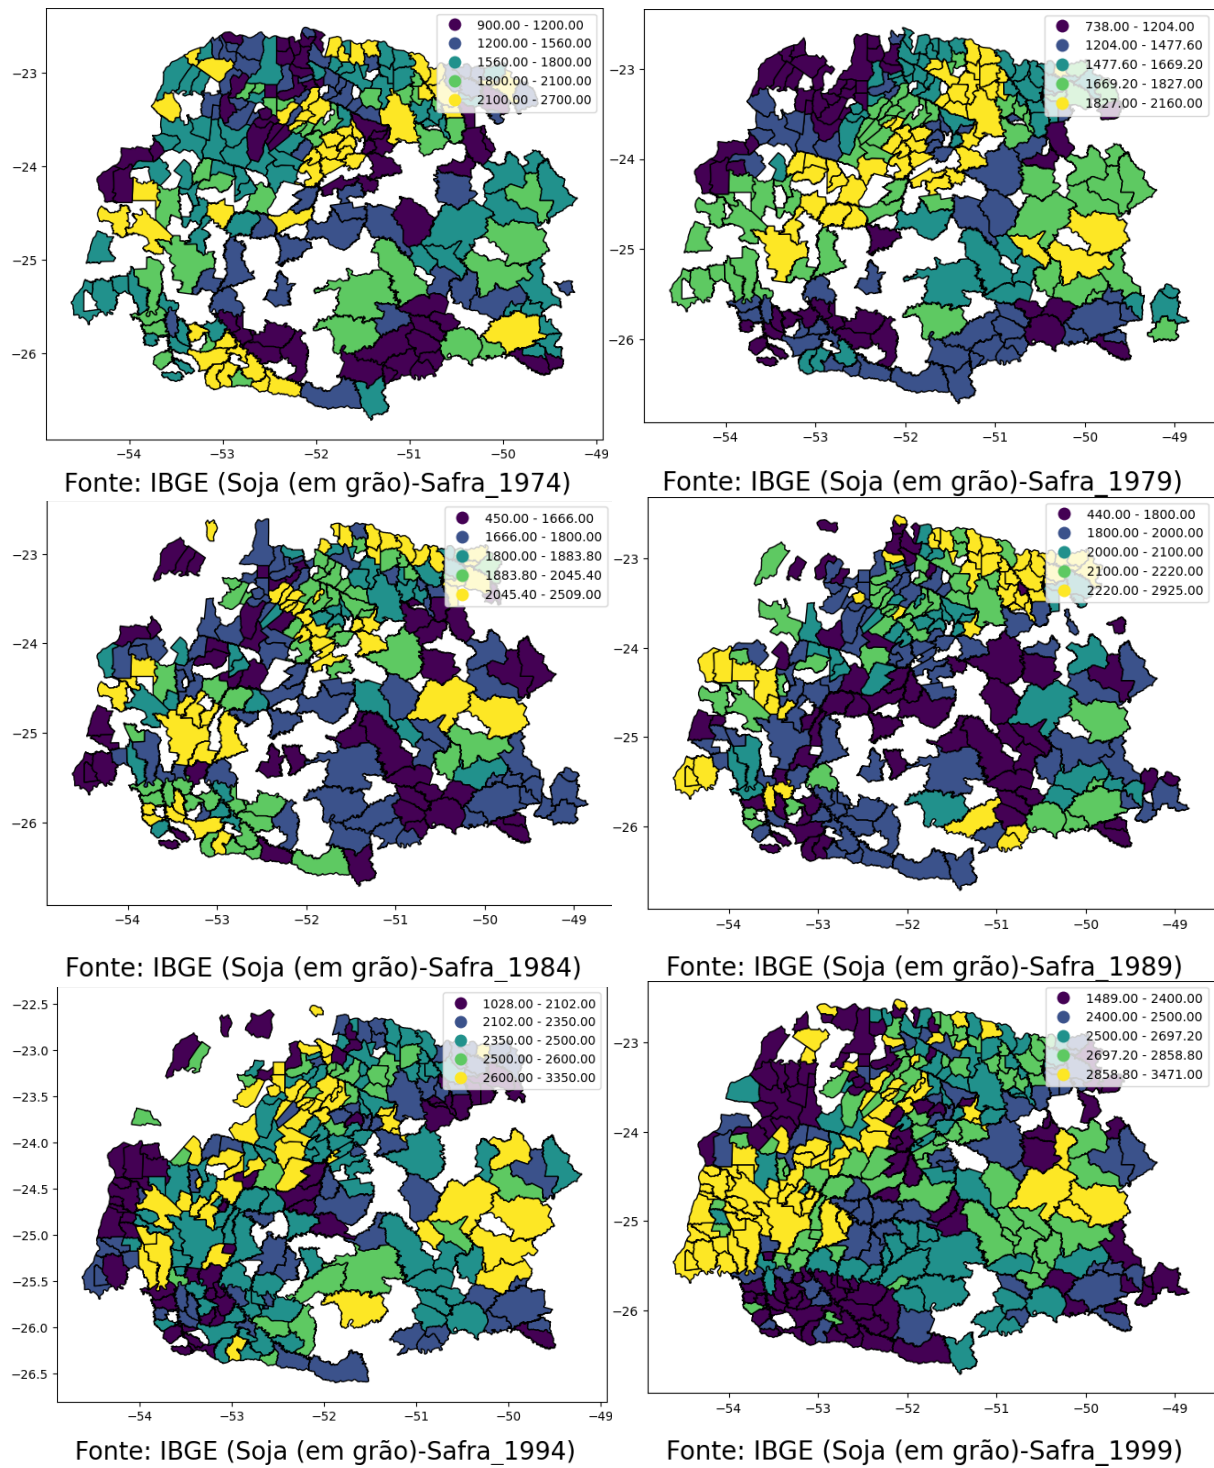 900.00 - 1200.00
1200.00 - 1560.00
1560.00 - 1800.00
1800.00 - 2100.00
2100.00 - 2700.00
−23
−24
−25
−26
−54
−53
−52
−51
−50
−49
Fonte: IBGE (Soja (em grão)-Safra_1974)
738.00 - 1204.00
1204.00 - 1477.60
1477.60 - 1669.20
1669.20 - 1827.00
1827.00 - 2160.00
−23
−24
−25
−26
−54
−53
−52
−51
−50
−49
Fonte: IBGE (Soja (em grão)-Safra_1979)
450.00 - 1666.00
1666.00 - 1800.00
1800.00 - 1883.80
1883.80 - 2045.40
2045.40 - 2509.00
−23
−24
−25
−26
−54
−53
−52
−51
−50
−49
Fonte: IBGE (Soja (em grão)-Safra_1984)
440.00 - 1800.00
1800.00 - 2000.00
2000.00 - 2100.00
2100.00 - 2220.00
2220.00 - 2925.00
−23
−24
−25
−26
−54
−53
−52
−51
−50
−49
Fonte: IBGE (Soja (em grão)-Safra_1989)
1028.00 - 2102.00
2102.00 - 2350.00
2350.00 - 2500.00
2500.00 - 2600.00
2600.00 - 3350.00
−22.5
−23.0
−23.5
−24.0
−24.5
−25.0
−25.5
−26.0
−26.5
−54
−53
−52
−51
−50
−49
Fonte: IBGE (Soja (em grão)-Safra_1994)
1489.00 - 2400.00
2400.00 - 2500.00
2500.00 - 2697.20
2697.20 - 2858.80
2858.80 - 3471.00
−23
−24
−25
−26
−54
−53
−52
−51
−50
−49
Fonte: IBGE (Soja (em grão)-Safra_1999)